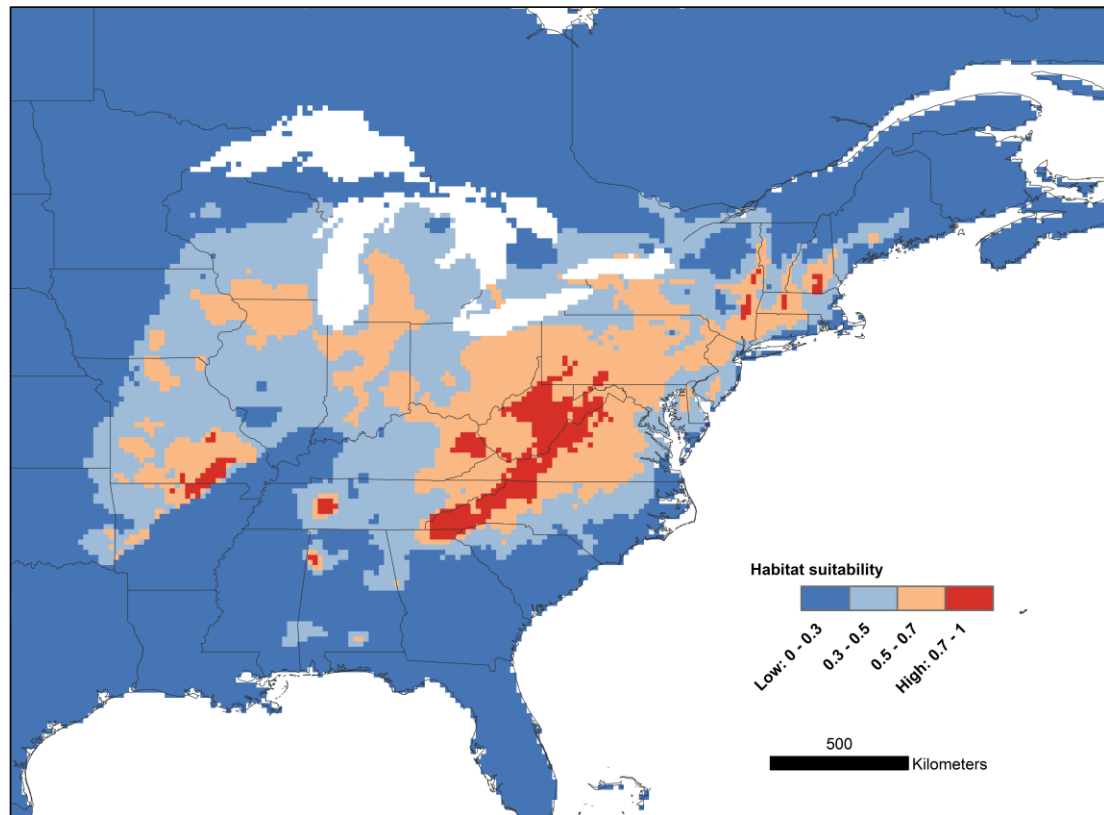 Habitat suitability
Low: 0 - 0.3
0.3 - 0.5
0.5 - 0.7
High: 0.7 - 1
500
Kilometers